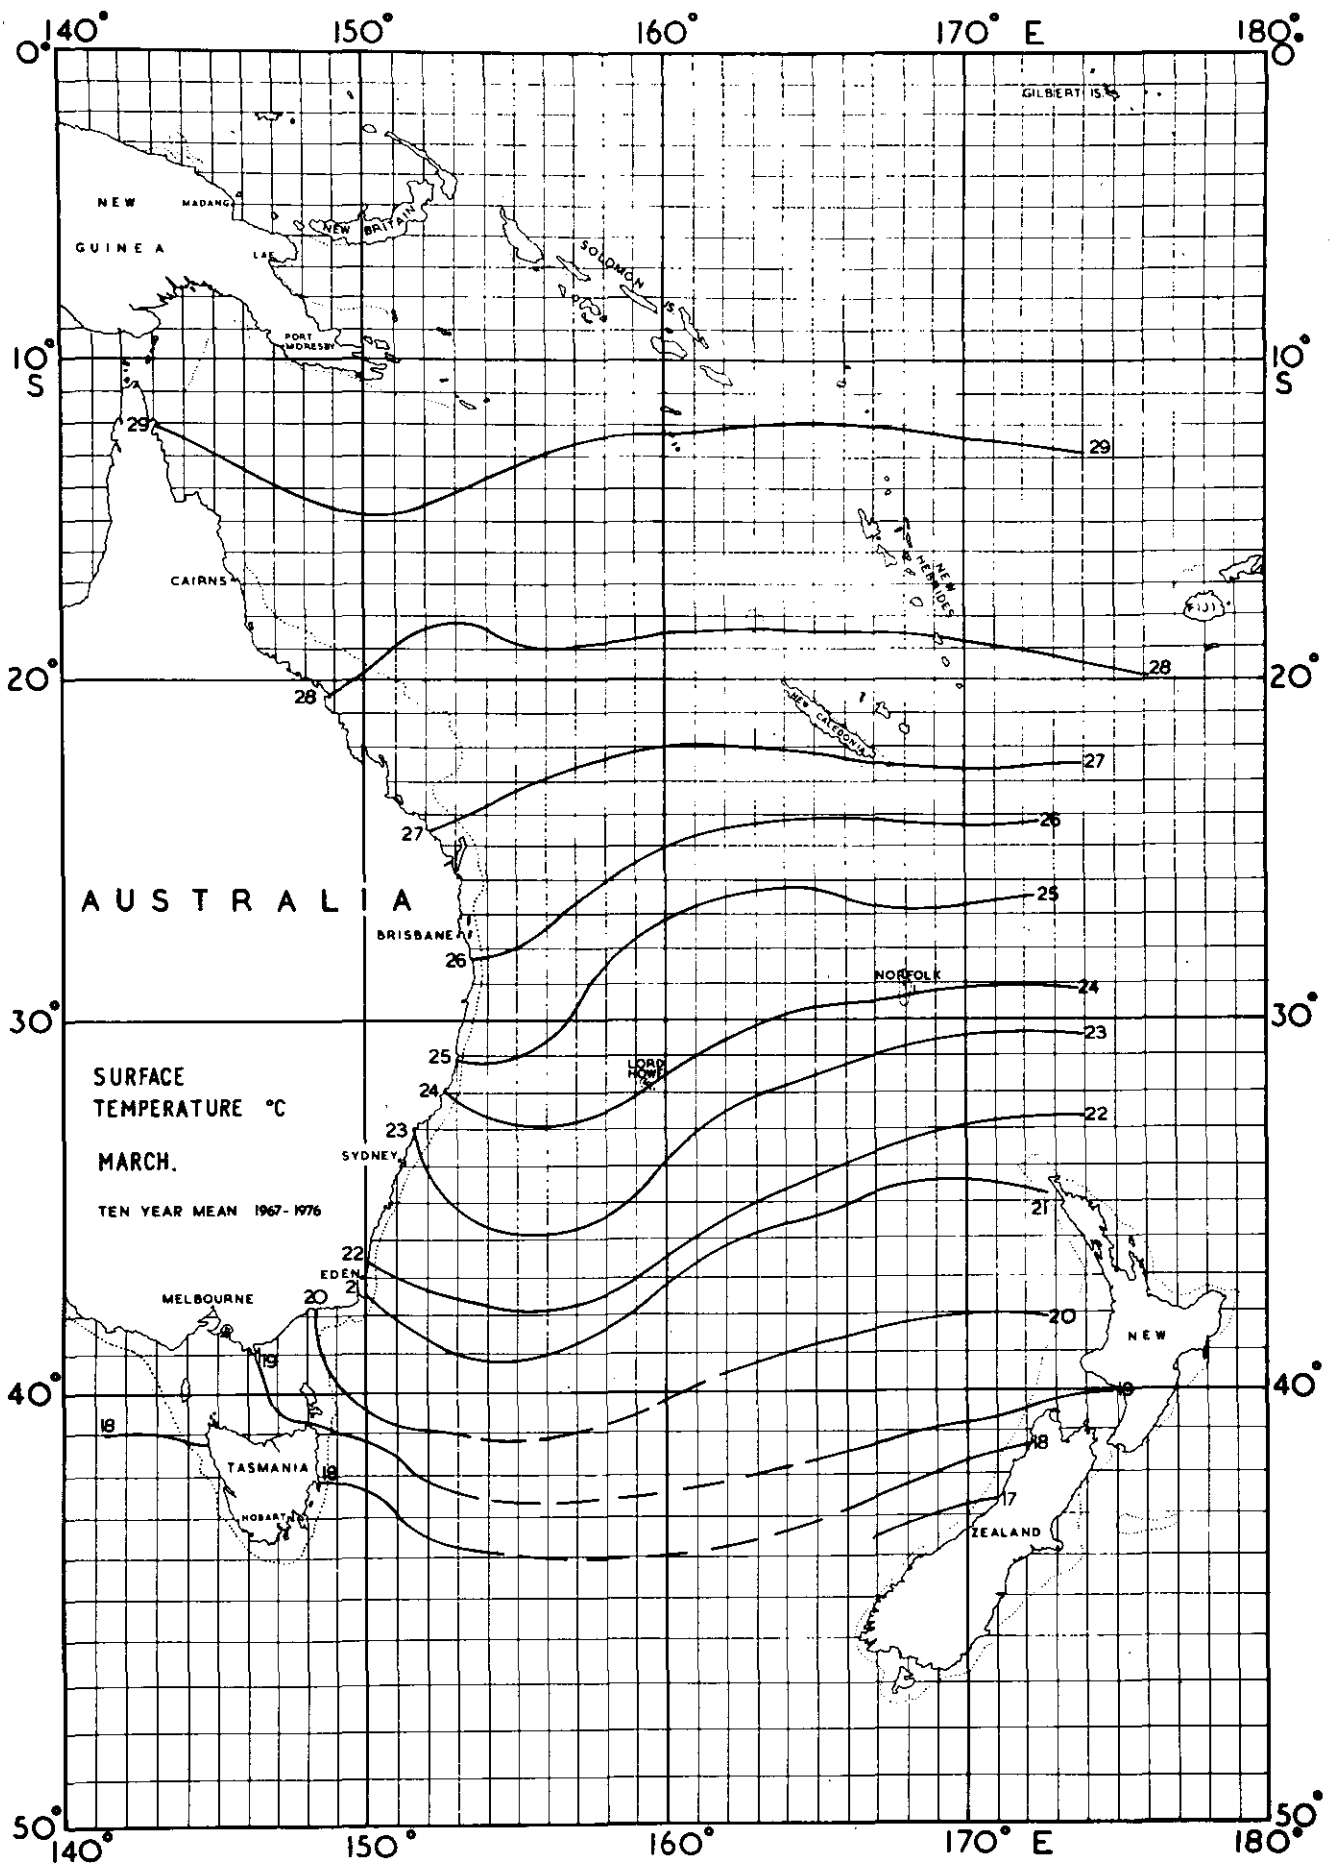 140° 150° 160° 170° E 180°
0° 0°
GILBERT IS.
NEW MADANG
NEW BRITAIN
GUINEA LAE
SOLOMON IS
PORT
MORESBY
10° 10°
S S
29 29
CAIRNS
NEW
HEBRIDES
FIJI
28 28
20° 20°
NEW CALEDONIA
27 27
26
25
AUSTRALIA
BRISBANE
26
NORFOLK
I.
24
30° 30°
23
25
LORD
HOWE
24
SURFACE
TEMPERATURE °C
22
23
SYDNEY
MARCH.
21
TEN YEAR MEAN 1967-1976
22
EDEN
21
MELBOURNE 20
20
NEW
19
40° 19 40°
18
18
TASMANIA 18
17
HOBART
ZEALAND
50° 50°
140° 150° 160° 170° E 180°